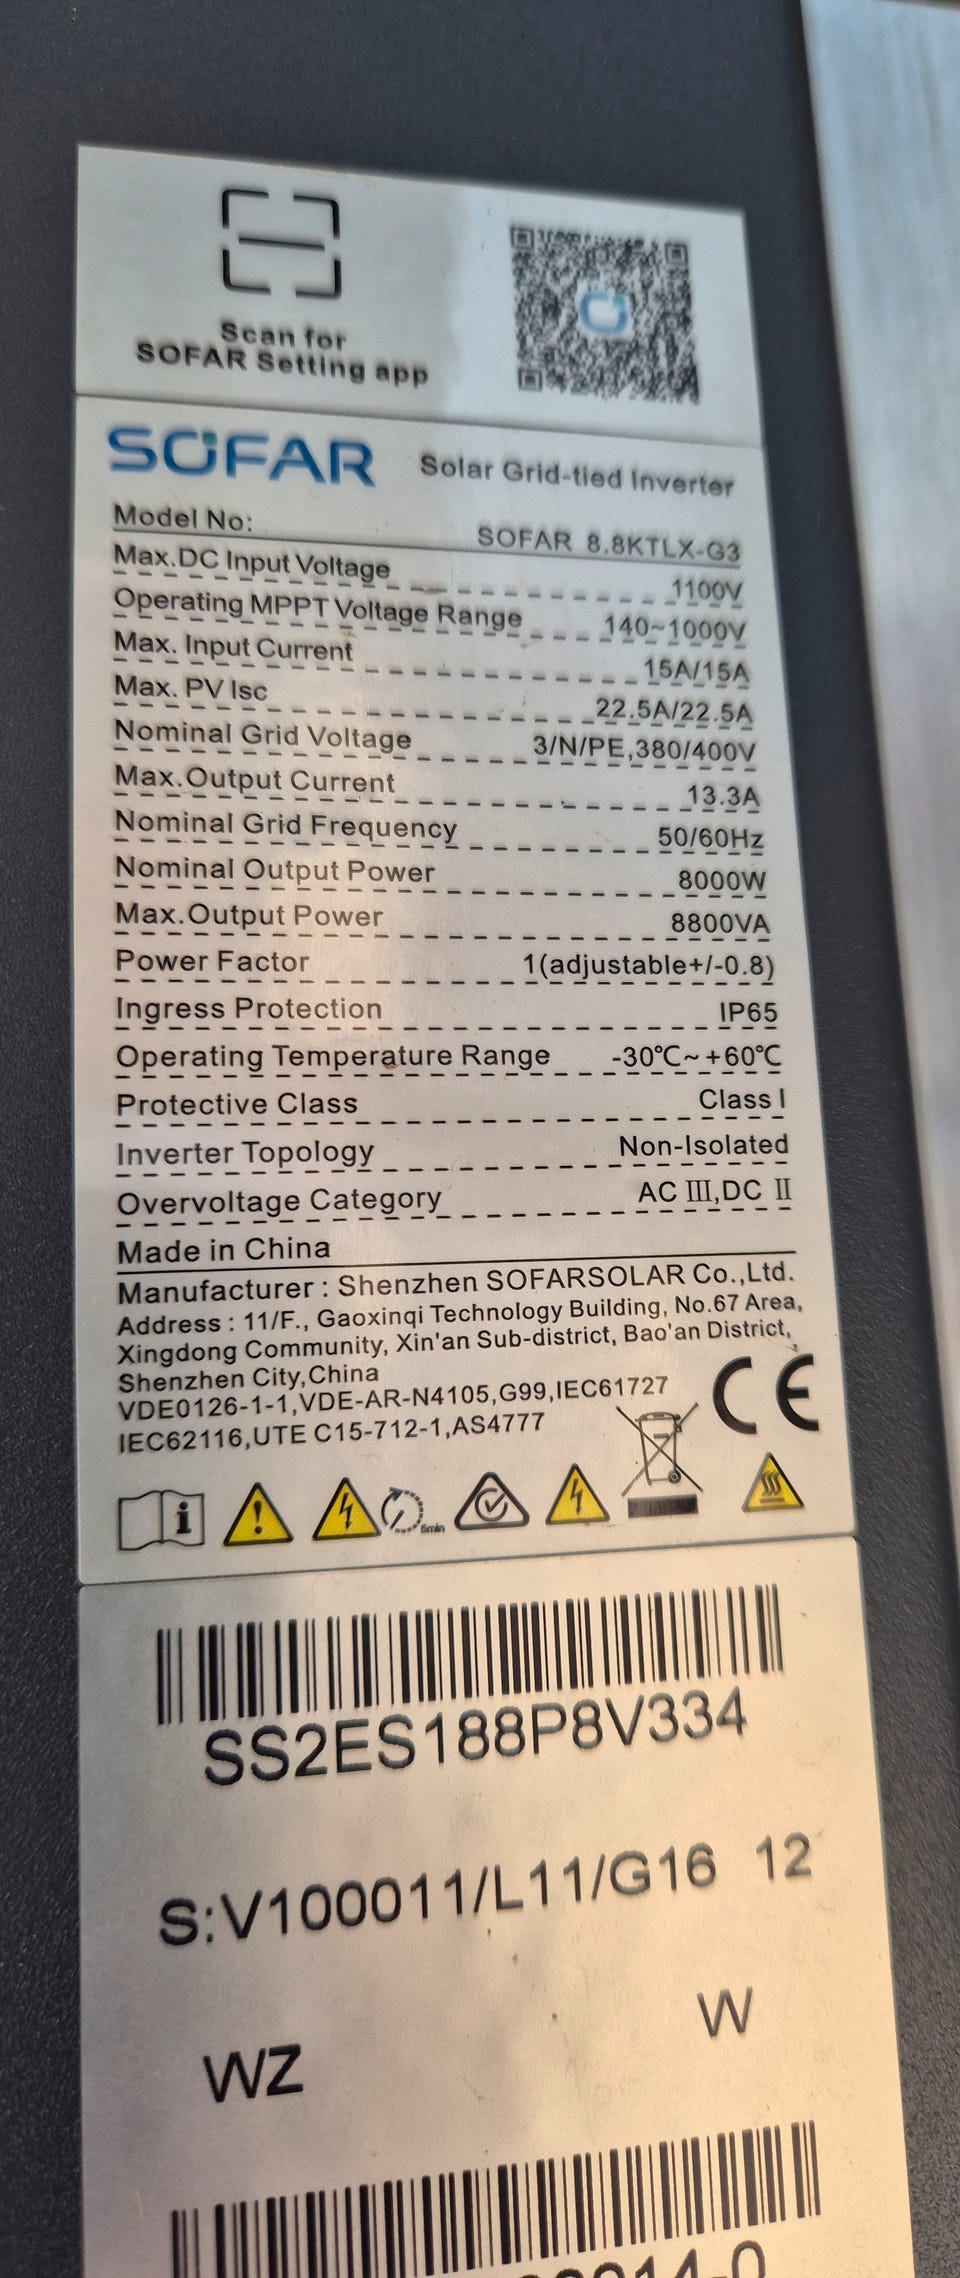 Scan for
SOFAR Setting app
SOFAR Solar Grid-tied Inverter
Model No: SOFAR 8.8KTLX-G3
Max.DC Input Voltage 1100V
Operating MPPT Voltage Range 140~1000V
Max. Input Current 15A/15A
Max. PV Isc 22.5A/22.5A
Nominal Grid Voltage 3/N/PE,380/400V
Max.Output Current 13.3A
Nominal Grid Frequency 50/60Hz
Nominal Output Power 8000W
Max.Output Power 8800VA
Power Factor 1(adjustable+/-0.8)
Ingress Protection IP65
Operating Temperature Range -30℃~+60℃
Protective Class Class I
Inverter Topology Non-Isolated
Overvoltage Category AC III,DC II
Made in China
Manufacturer : Shenzhen SOFARSOLAR Co.,Ltd.
Address : 11/F., Gaoxinqi Technology Building, No.67 Area,
Xingdong Community, Xin'an Sub-district, Bao'an District,
Shenzhen City,China
VDE0126-1-1,VDE-AR-N4105,G99,IEC61727
IEC62116,UTE C15-712-1,AS4777
CE
5min
SS2ES188P8V334
S:V100011/L11/G16 12
W
WZ